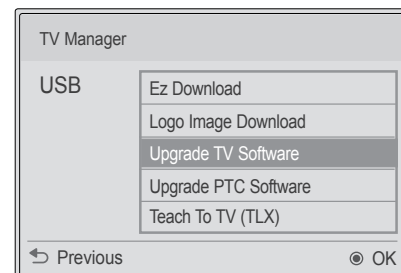 TV Manager
USB
Ez Download
Logo Image Download
Upgrade TV Software
Upgrade PTC Software
Teach To TV (TLX)
Previous
OK